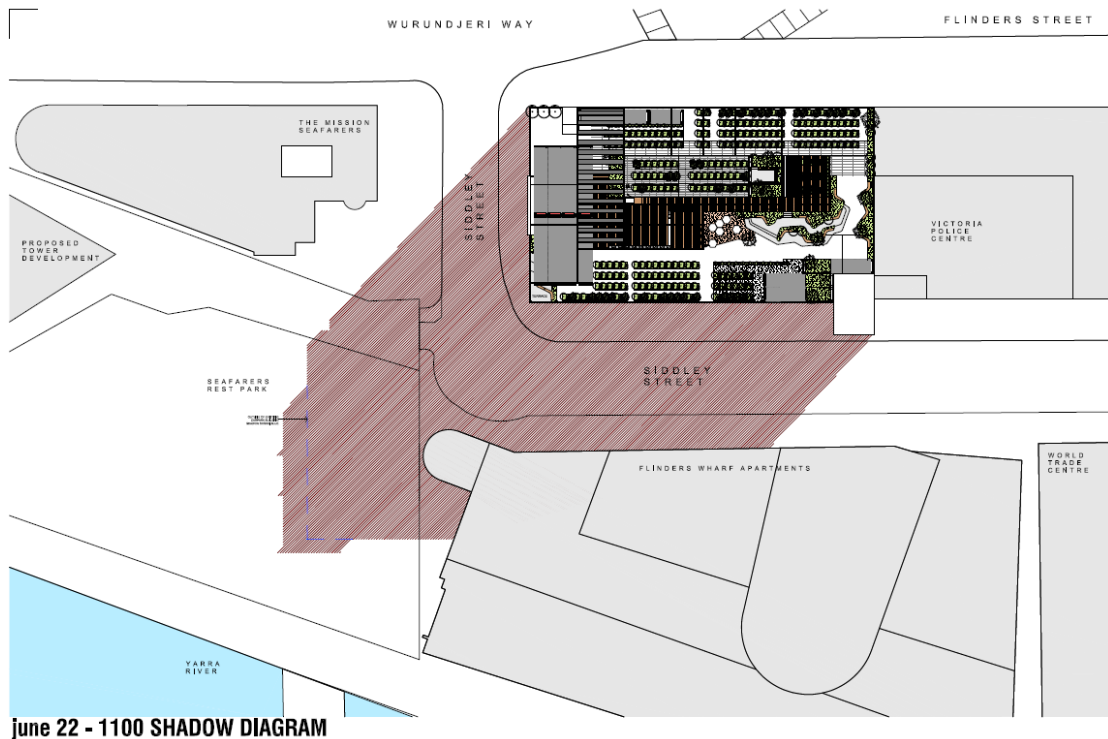 WURUNDJERI WAY
FLINDERS STREET
THE MISSION
SEAFARERS
SIDDLEY
STREET
VICTORIA
POLICE
CENTRE
PROPOSED
TOWER
DEVELOPMENT
SIDDLEY
STREET
SEAFARERS
REST PARK
FLINDERS WHARF APARTMENTS
WORLD
TRADE
CENTRE
YARRA
RIVER
june 22 - 1100 SHADOW DIAGRAM